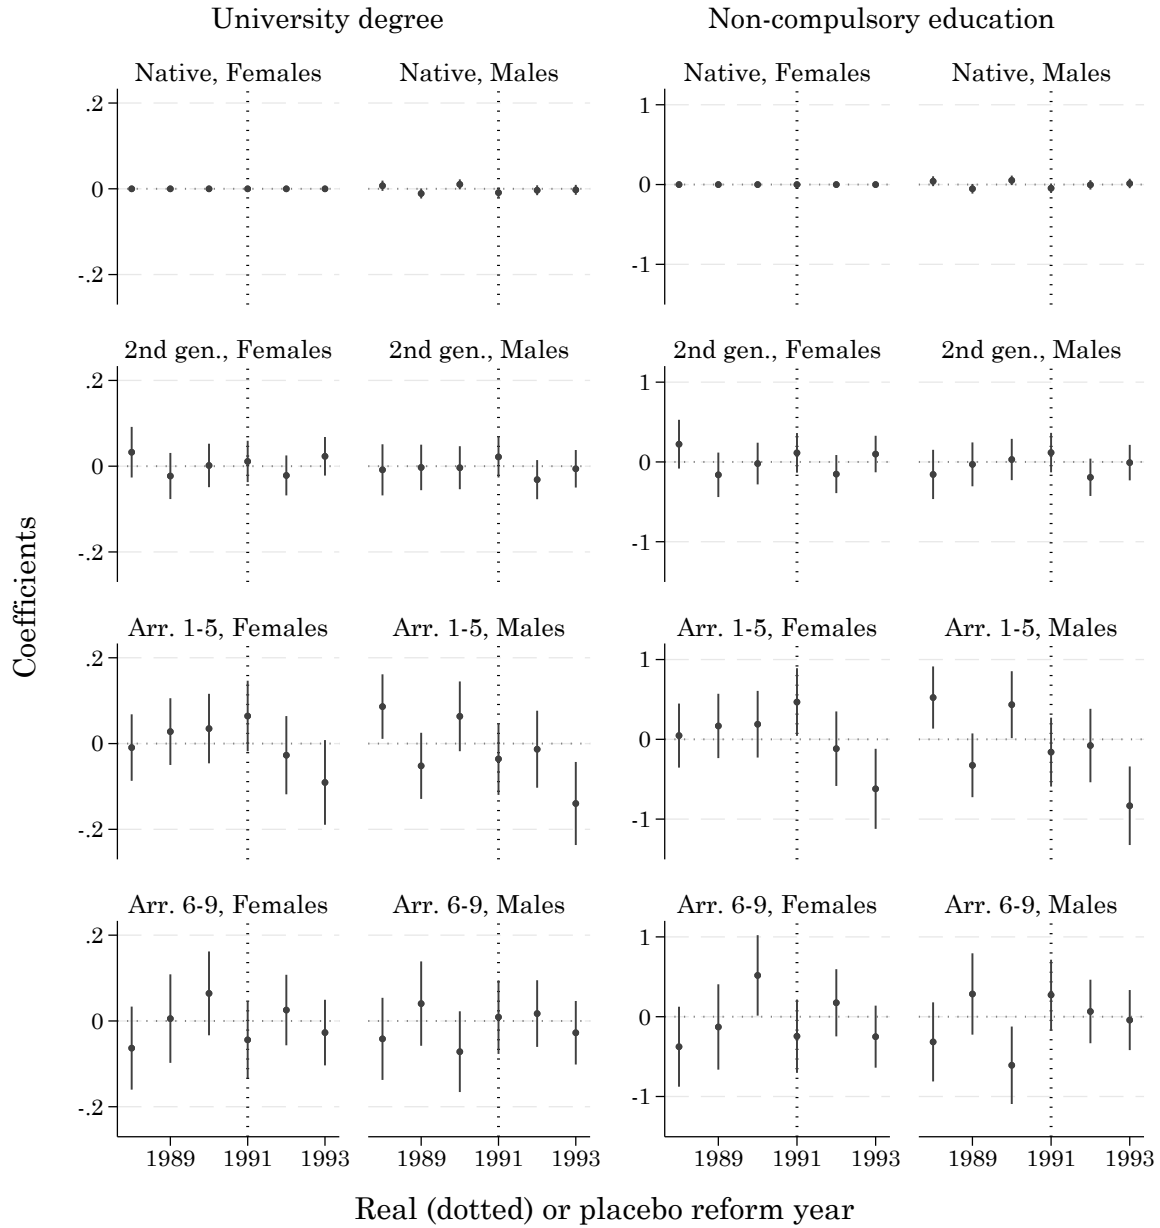 University degree Non-compulsory education
Native, Females Native, Males Native, Females Native, Males
.2 1
0 0
-.2 -1
2nd gen., Females 2nd gen., Males 2nd gen., Females 2nd gen., Males
.2 1
0 0
-.2 -1
Coefficients
Arr. 1-5, Females Arr. 1-5, Males Arr. 1-5, Females Arr. 1-5, Males
.2 1
0 0
-.2 -1
Arr. 6-9, Females Arr. 6-9, Males Arr. 6-9, Females Arr. 6-9, Males
.2 1
0 0
-.2 -1
1989 1991 1993 1989 1991 1993 1989 1991 1993 1989 1991 1993
Real (dotted) or placebo reform year